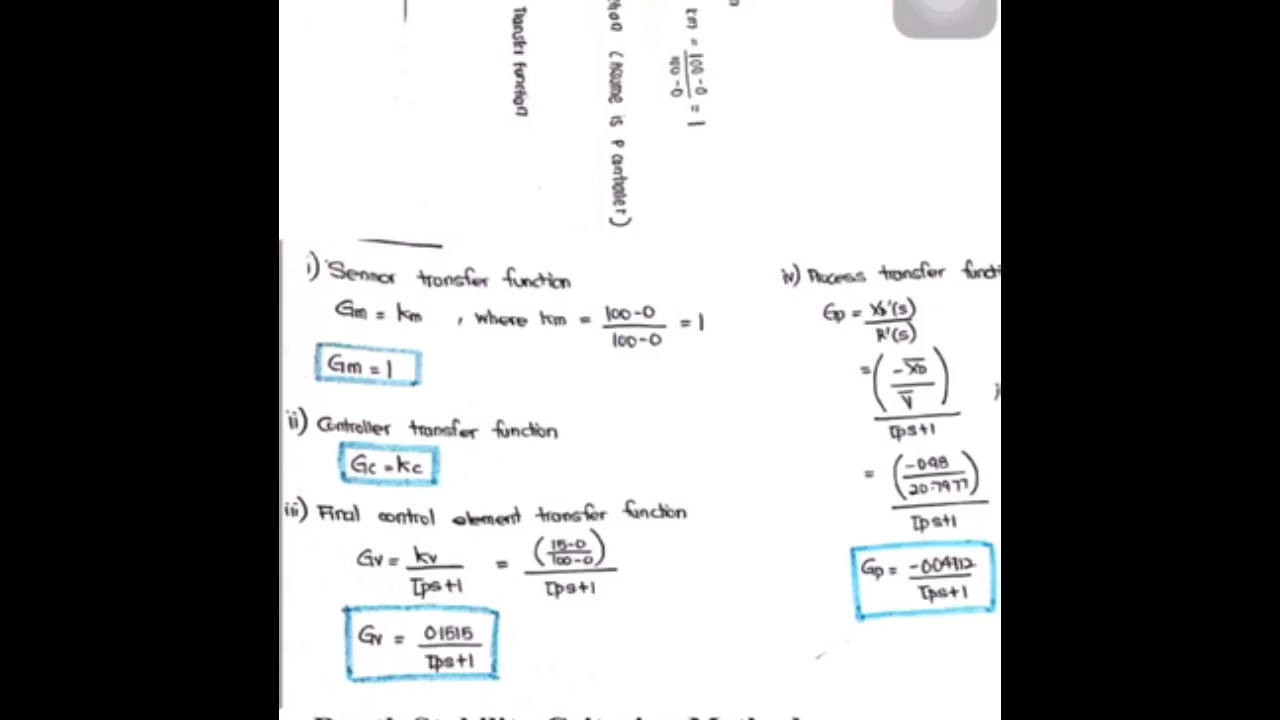 Transfer function
(Assume is P controller)
km = 100-0 / 100-0 = 1
i) Sensor transfer function
Gm = km , where km = 100-0 / 100-0 = 1
Gm = 1
ii) Controller transfer function
Gc = kc
iii) Final control element transfer function
Gv = kv / τps+1 = (15-0 / 100-0) / τps+1
Gv = 0.1515 / τps+1
iv) Process transfer
Gp = XD'(s) / R'(s)
= (-XD / V) / τps+1
= (-0.98 / 20.7977) / τps+1
Gp = -0.04712 / τps+1